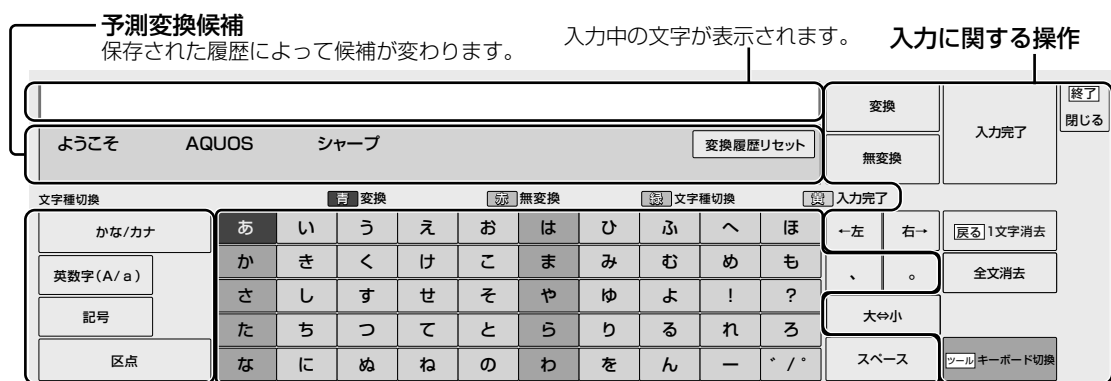 予測変換候補
保存された履歴によって候補が変わります。
入力中の文字が表示されます。
入力に関する操作
変換
無変換
入力完了
終了
閉じる
ようこそ AQUOS シャープ
変換履歴リセット
文字種切換
青 変換 赤 無変換 緑 文字種切換 黄 入力完了
かな/カナ
英数字(A/a)
記号
区点
あ い う え お は ひ ふ へ ほ
か き く け こ ま み む め も
さ し す せ そ や ゆ よ ! ?
た ち つ て と ら り る れ ろ
な に ぬ ね の わ を ん ー ゛/゜
←左 右→
、 。
大⇔小
スペース
戻る 1文字消去
全文消去
ツール キーボード切換